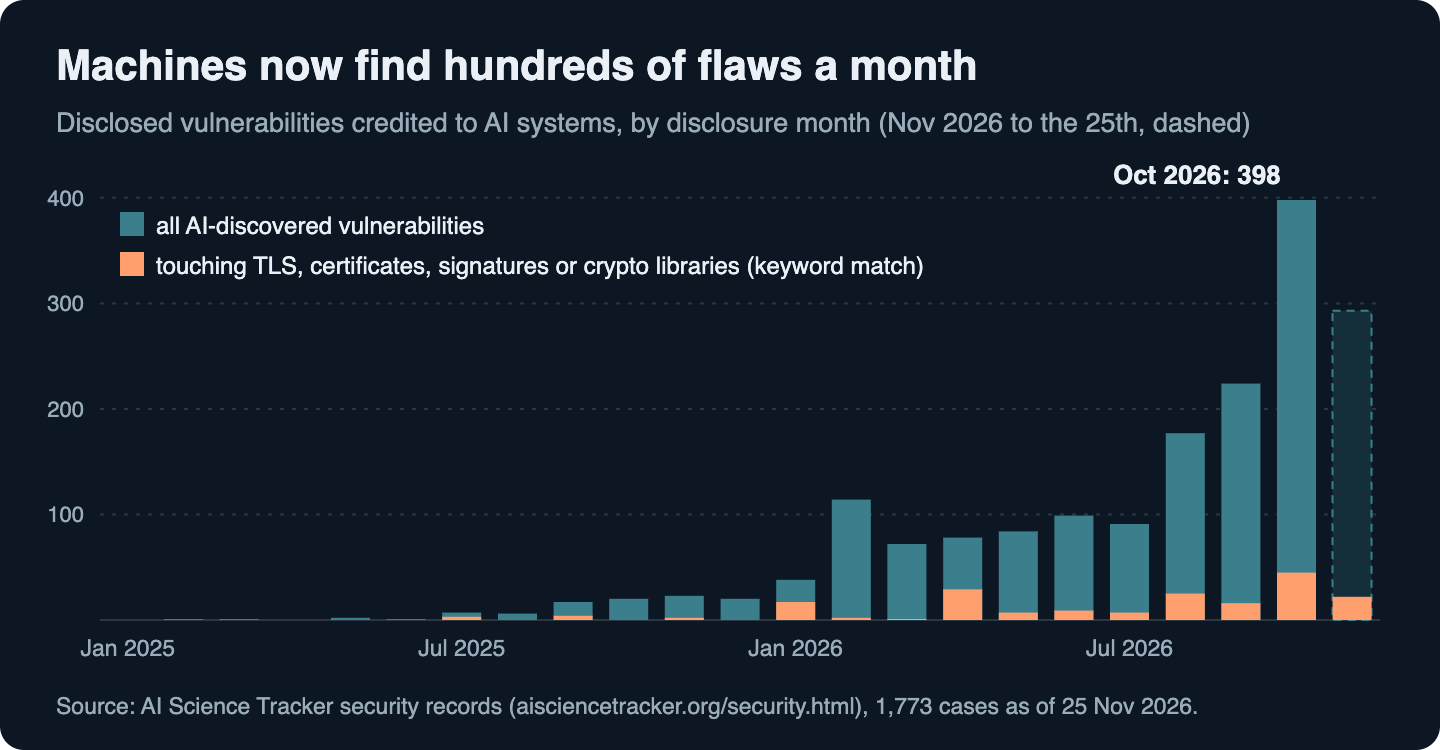 Machines now find hundreds of flaws a month
Disclosed vulnerabilities credited to AI systems, by disclosure month (Nov 2026 to the 25th, dashed)
Oct 2026: 398
400
all AI-discovered vulnerabilities
touching TLS, certificates, signatures or crypto libraries (keyword match)
300
200
100
Jan 2025
Jul 2025
Jan 2026
Jul 2026
Source: AI Science Tracker security records (aisciencetracker.org/security.html), 1,773 cases as of 25 Nov 2026.